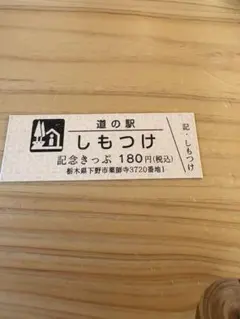 道の駅
しもつけ
記念きっぷ 180円(税込)
栃木県下野市薬師寺3720番地1
記・しもつけ